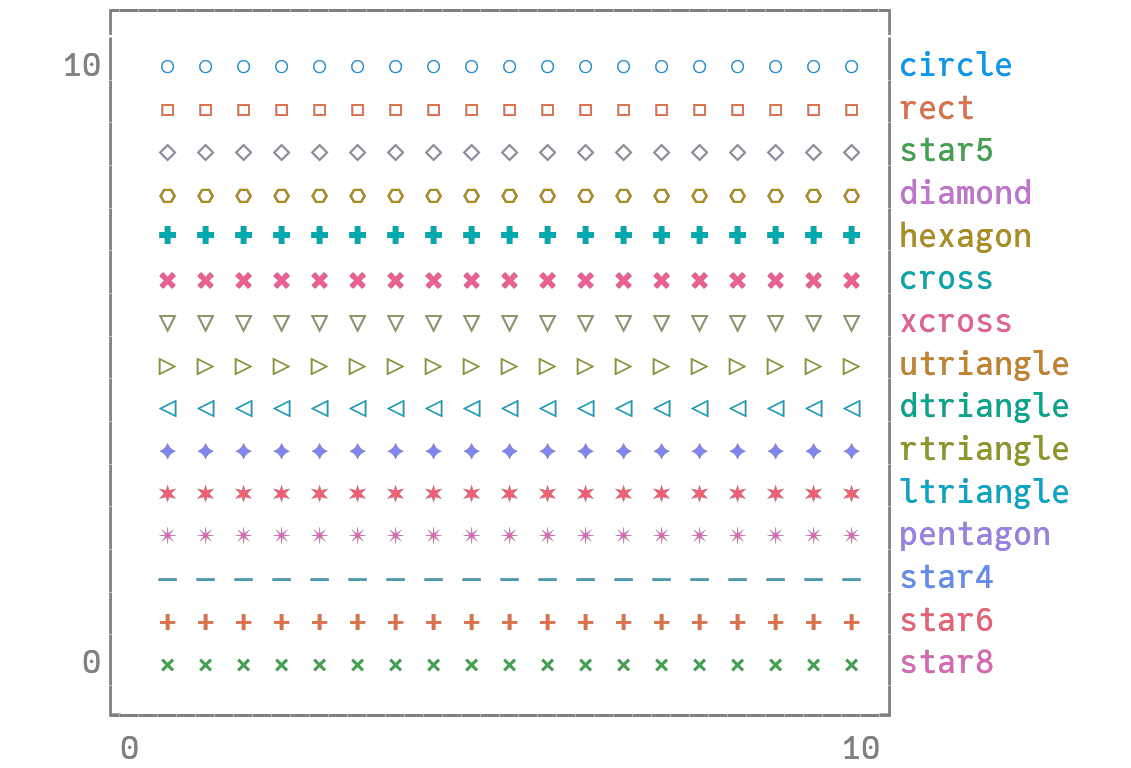 10 circle
rect
star5
diamond
hexagon
cross
xcross
utriangle
dtriangle
rtriangle
ltriangle
pentagon
star4
star6
0 star8
0 10